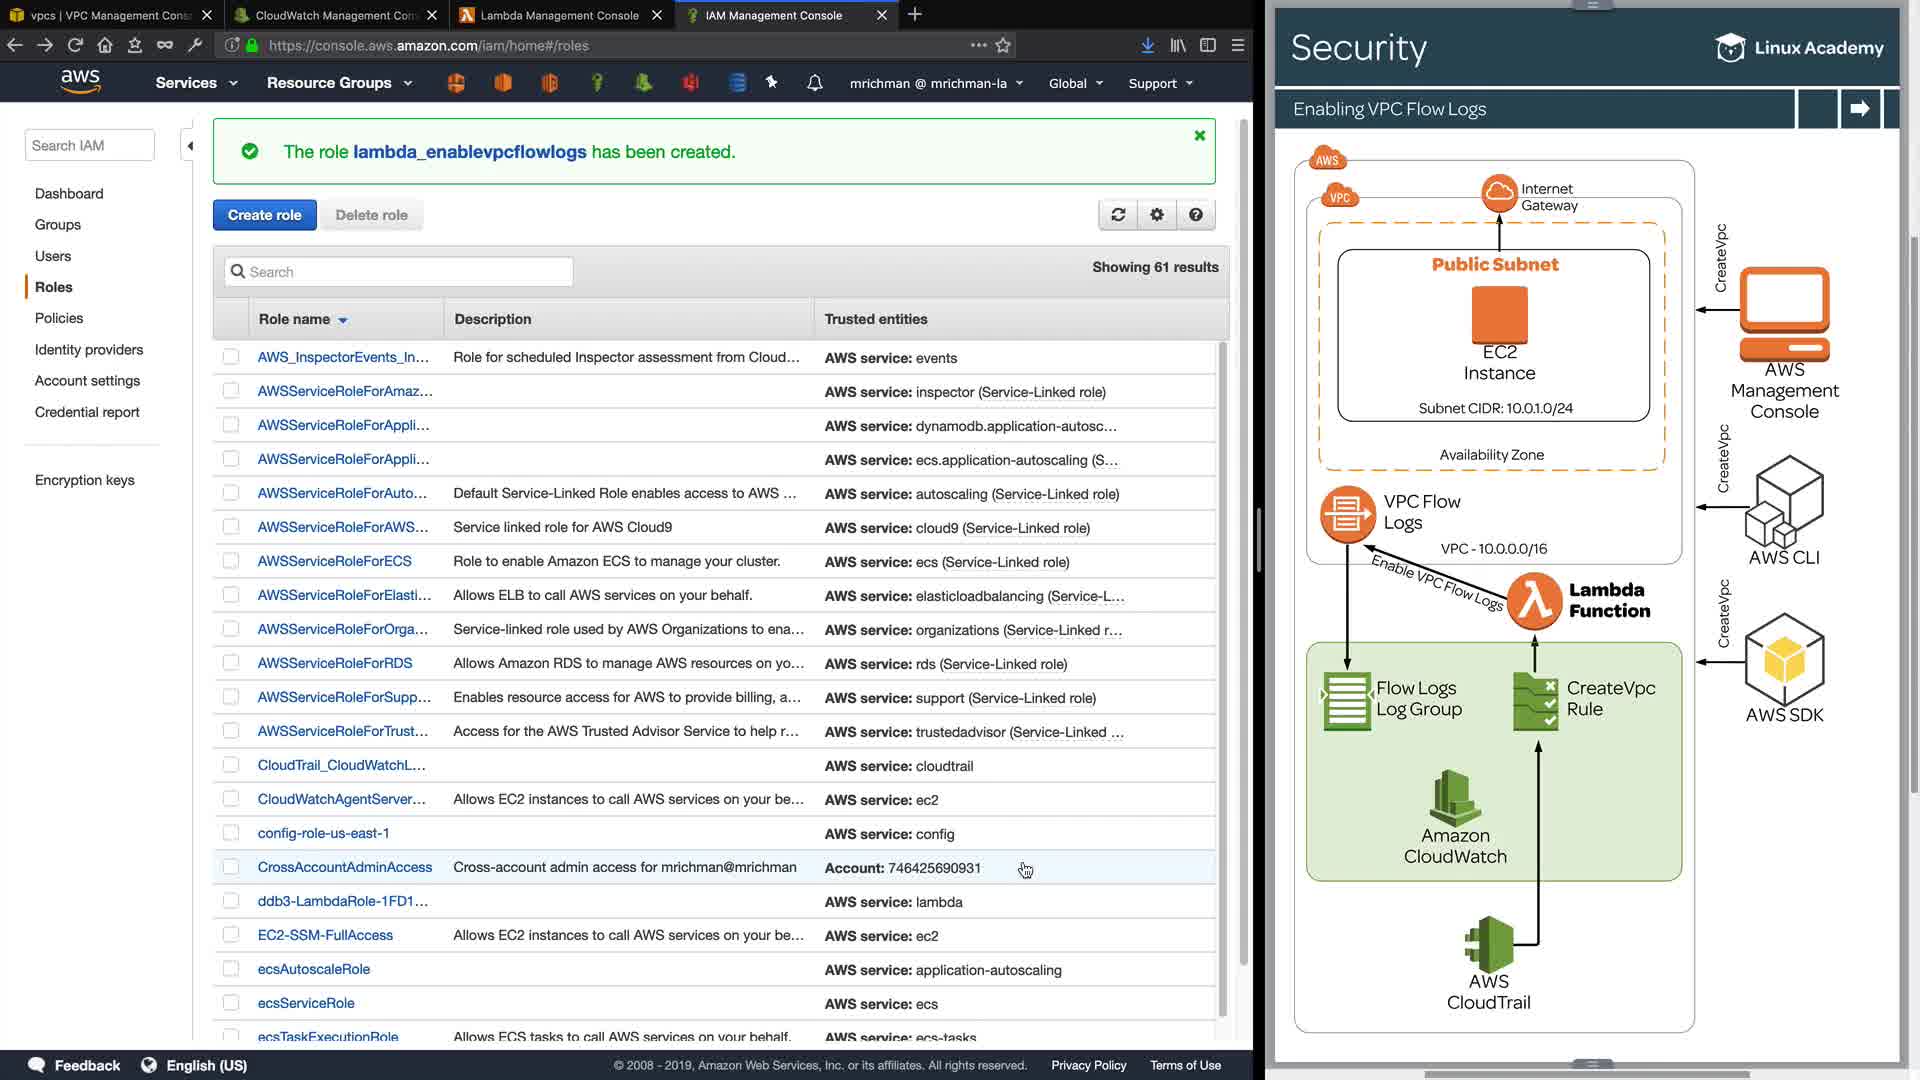 vpcs | VPC Management Cons
CloudWatch Management Con
Lambda Management Console
IAM Management Console
https://console.aws.amazon.com/iam/home#/roles
aws
Services
Resource Groups
mrichman @ mrichman-la
Global
Support
Search IAM
Dashboard
Groups
Users
Roles
Policies
Identity providers
Account settings
Credential report
Encryption keys
The role lambda_enablevpcflowlogs has been created.
Create role
Delete role
Search
Showing 61 results
Role name Description Trusted entities
AWS_InspectorEvents_In... Role for scheduled Inspector assessment from Cloud... AWS service: events
AWSServiceRoleForAmaz... AWS service: inspector (Service-Linked role)
AWSServiceRoleForAppli... AWS service: dynamodb.application-autosc...
AWSServiceRoleForAppli... AWS service: ecs.application-autoscaling (S...
AWSServiceRoleForAuto... Default Service-Linked Role enables access to AWS ... AWS service: autoscaling (Service-Linked role)
AWSServiceRoleForAWS... Service linked role for AWS Cloud9 AWS service: cloud9 (Service-Linked role)
AWSServiceRoleForECS Role to enable Amazon ECS to manage your cluster. AWS service: ecs (Service-Linked role)
AWSServiceRoleForElasti... Allows ELB to call AWS services on your behalf. AWS service: elasticloadbalancing (Service-L...
AWSServiceRoleForOrga... Service-linked role used by AWS Organizations to ena... AWS service: organizations (Service-Linked r...
AWSServiceRoleForRDS Allows Amazon RDS to manage AWS resources on yo... AWS service: rds (Service-Linked role)
AWSServiceRoleForSupp... Enables resource access for AWS to provide billing, a... AWS service: support (Service-Linked role)
AWSServiceRoleForTrust... Access for the AWS Trusted Advisor Service to help r... AWS service: trustedadvisor (Service-Linked ...
CloudTrail_CloudWatchL... AWS service: cloudtrail
CloudWatchAgentServer... Allows EC2 instances to call AWS services on your be... AWS service: ec2
config-role-us-east-1 AWS service: config
CrossAccountAdminAccess Cross-account admin access for mrichman@mrichman Account: 746425690931
ddb3-LambdaRole-1FD1... AWS service: lambda
EC2-SSM-FullAccess Allows EC2 instances to call AWS services on your be... AWS service: ec2
ecsAutoscaleRole AWS service: application-autoscaling
ecsServiceRole AWS service: ecs
ecsTaskExecutionRole Allows ECS tasks to call AWS services on your behalf. AWS service: ecs-tasks
Feedback
English (US)
© 2008 - 2019, Amazon Web Services, Inc. or its affiliates. All rights reserved.
Privacy Policy
Terms of Use
Security
Linux Academy
Enabling VPC Flow Logs
AWS
VPC
Internet
Gateway
Public Subnet
EC2
Instance
Subnet CIDR: 10.0.1.0/24
Availability Zone
VPC Flow
Logs
VPC - 10.0.0.0/16
Enable VPC Flow Logs
Lambda
Function
Flow Logs
Log Group
CreateVpc
Rule
Amazon
CloudWatch
AWS
CloudTrail
CreateVpc
AWS
Management
Console
CreateVpc
AWS CLI
CreateVpc
AWS SDK